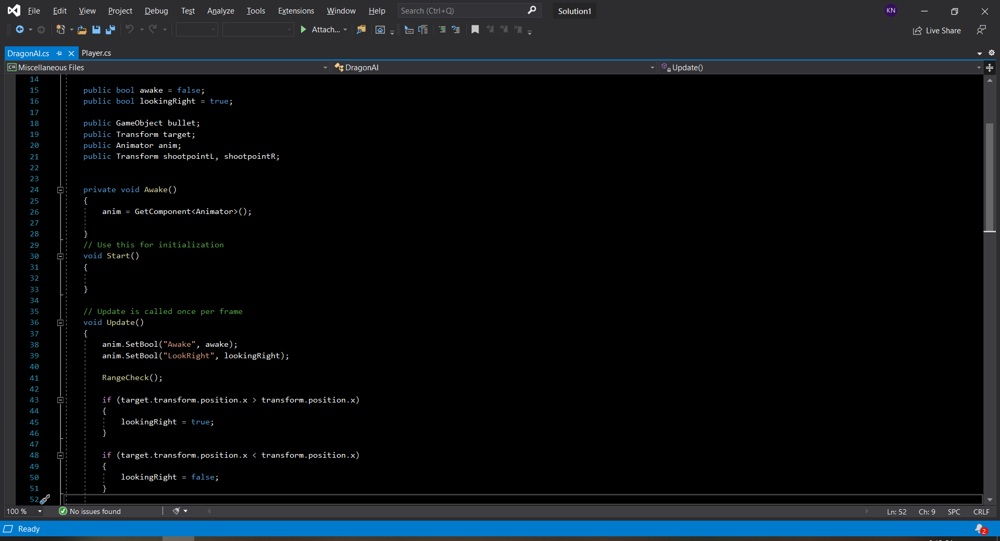 File Edit View Project Debug Test Analyze Tools Extensions Window Help Search (Ctrl+Q) Solution1 KN
Attach... Live Share
DragonAI.cs Player.cs
C# Miscellaneous Files DragonAI Update()
14
15 public bool awake = false;
16 public bool lookingRight = true;
17
18 public GameObject bullet;
19 public Transform target;
20 public Animator anim;
21 public Transform shootpointL, shootpointR;
22
23
24 private void Awake()
25 {
26 anim = GetComponent<Animator>();
27
28 }
29 // Use this for initialization
30 void Start()
31 {
32
33 }
34
35 // Update is called once per frame
36 void Update()
37 {
38 anim.SetBool("Awake", awake);
39 anim.SetBool("LookRight", lookingRight);
40
41 RangeCheck();
42
43 if (target.transform.position.x > transform.position.x)
44 {
45 lookingRight = true;
46 }
47
48 if (target.transform.position.x < transform.position.x)
49 {
50 lookingRight = false;
51 }
52
100 % No issues found Ln: 52 Ch: 9 SPC CRLF
Ready 2